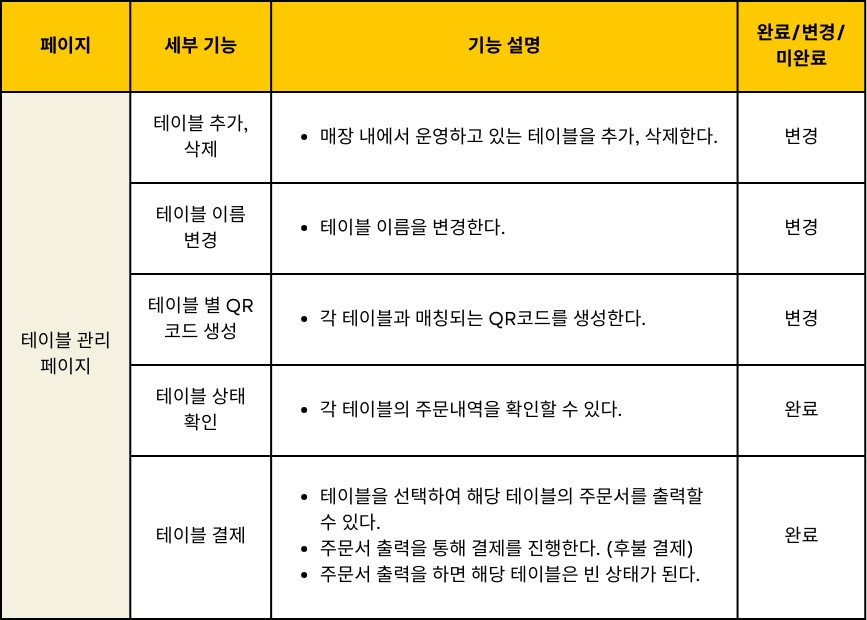 페이지
세부 기능
기능 설명
완료/변경/
미완료
테이블 관리
페이지
테이블 추가,
삭제
• 매장 내에서 운영하고 있는 테이블을 추가, 삭제한다.
변경
테이블 이름
변경
• 테이블 이름을 변경한다.
변경
테이블 별 QR
코드 생성
• 각 테이블과 매칭되는 QR코드를 생성한다.
변경
테이블 상태
확인
• 각 테이블의 주문내역을 확인할 수 있다.
완료
테이블 결제
• 테이블을 선택하여 해당 테이블의 주문서를 출력할
수 있다.
• 주문서 출력을 통해 결제를 진행한다. (후불 결제)
• 주문서 출력을 하면 해당 테이블은 빈 상태가 된다.
완료